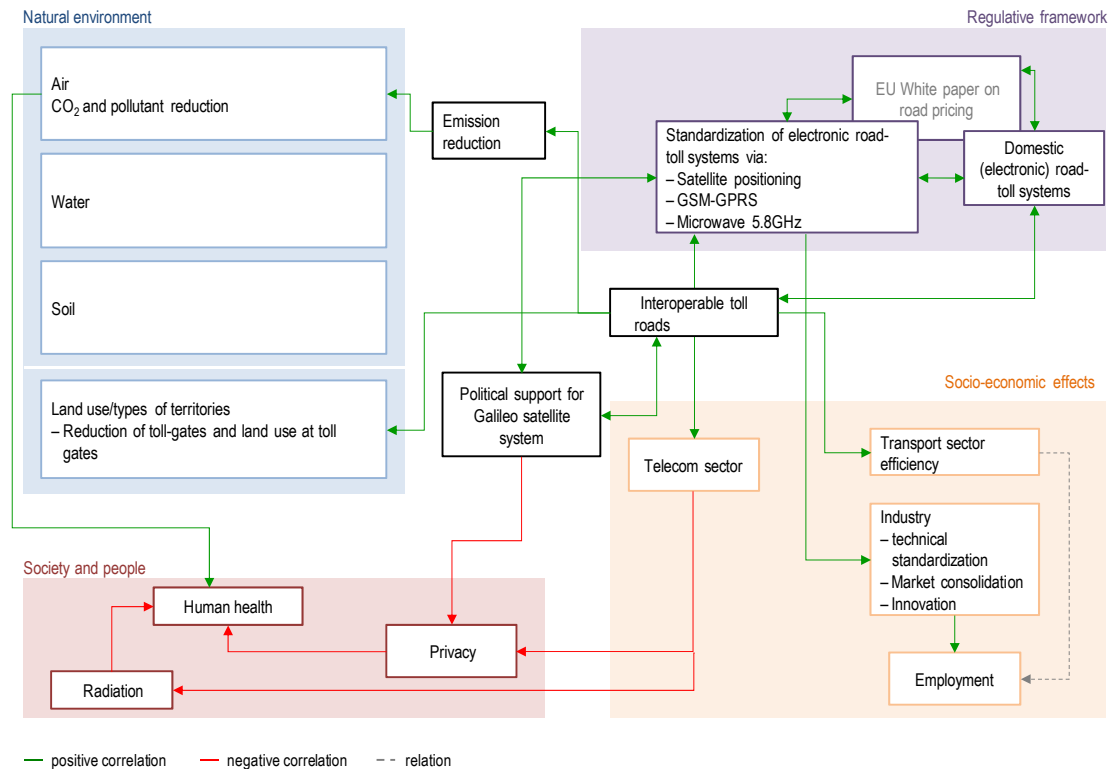 Natural environment
Regulative framework
Air
CO₂ and pollutant reduction
Emission
reduction
EU White paper on
road pricing
Standardization of electronic road-
toll systems via:
– Satellite positioning
– GSM-GPRS
– Microwave 5.8GHz
Domestic
(electronic) road-
toll systems
Water
Soil
Interoperable toll
roads
Land use/types of territories
– Reduction of toll-gates and land use at toll
gates
Political support for
Galileo satellite
system
Socio-economic effects
Telecom sector
Transport sector
efficiency
Industry
– technical
standardization
– Market consolidation
– Innovation
Society and people
Human health
Privacy
Radiation
Employment
positive correlation
negative correlation
relation